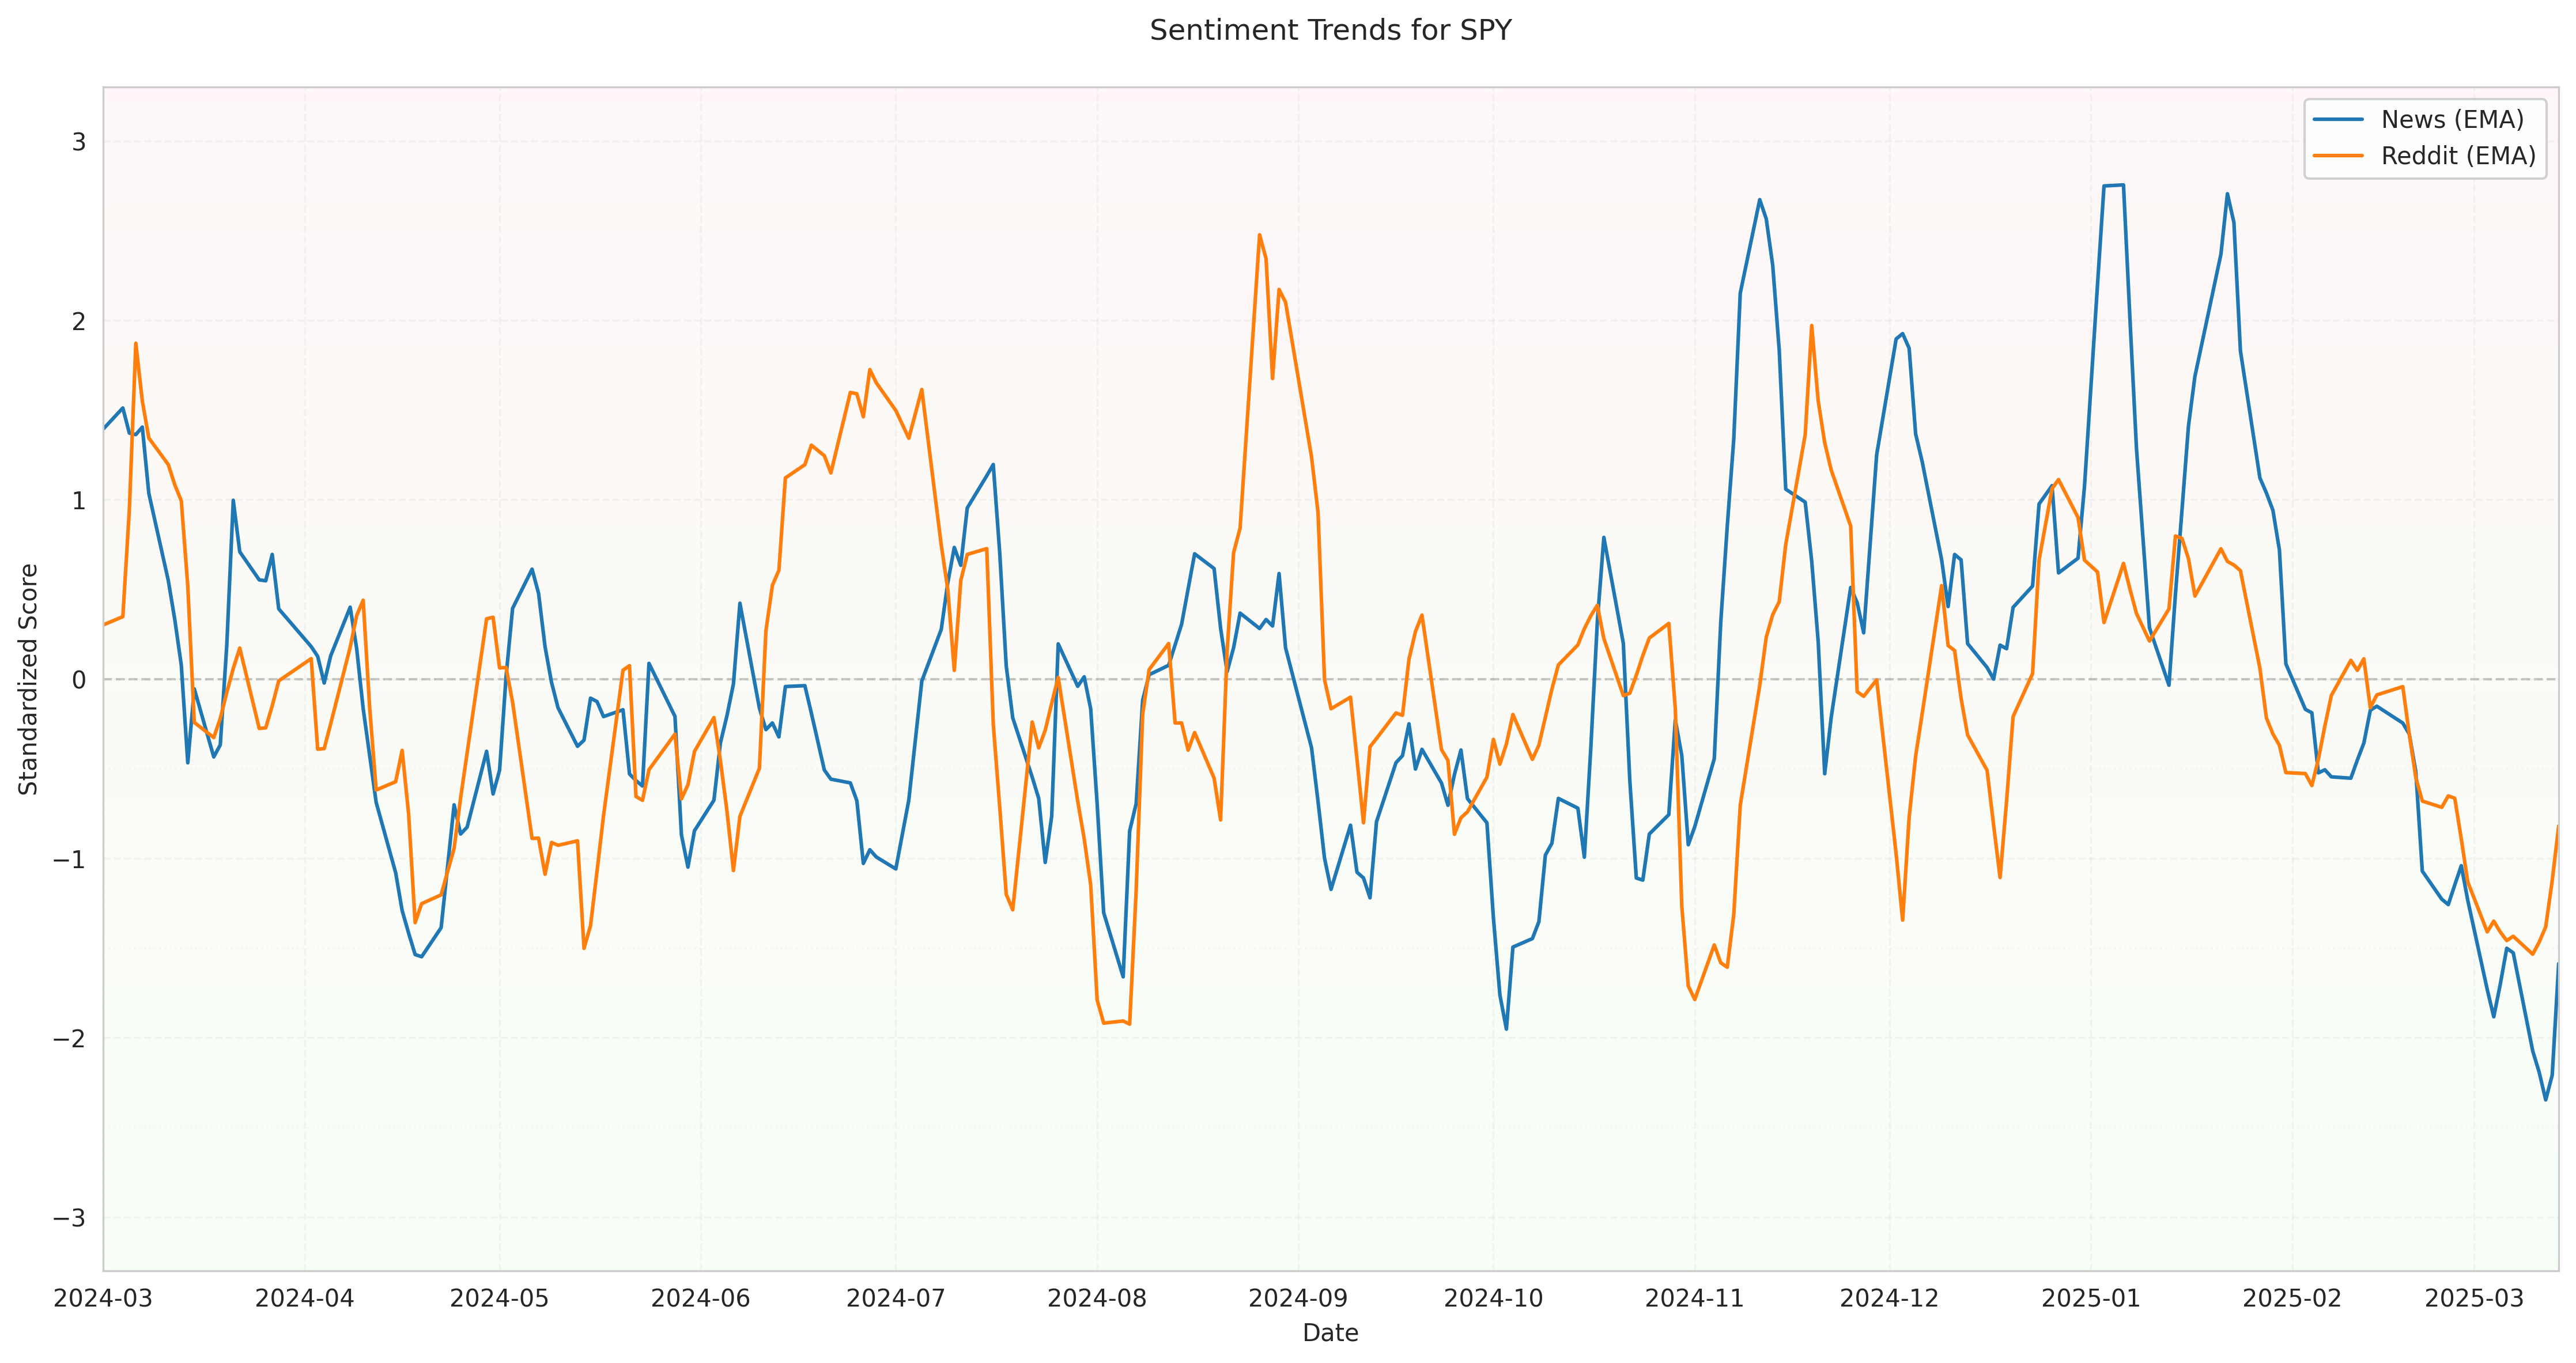 Sentiment Trends for SPY
News (EMA)
Reddit (EMA)
Standardized Score
3
2
1
0
−1
−2
−3
2024-03 2024-04 2024-05 2024-06 2024-07 2024-08 2024-09 2024-10 2024-11 2024-12 2025-01 2025-02 2025-03
Date